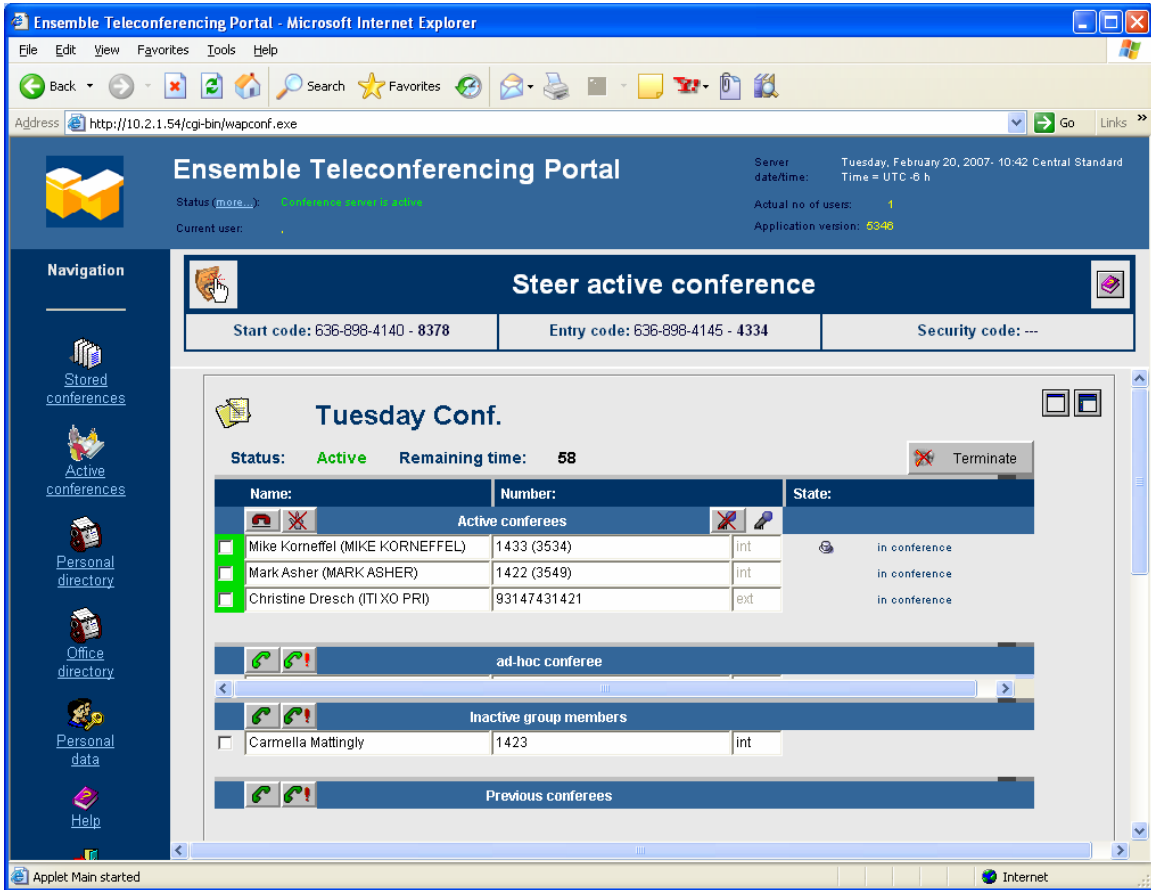 Ensemble Teleconferencing Portal - Microsoft Internet Explorer
File Edit View Favorites Tools Help
Back Search Favorites
Address http://10.2.1.54/cgi-bin/wapconf.exe Go Links »
Ensemble Teleconferencing Portal
Status (more...): Conference server is active
Current user: .
Server date/time: Tuesday, February 20, 2007- 10:42 Central Standard Time = UTC -6 h
Actual no of users: 1
Application version: 5346
Navigation
Stored conferences
Active conferences
Personal directory
Office directory
Personal data
Help
Steer active conference
Start code: 636-898-4140 - 8378 Entry code: 636-898-4145 - 4334 Security code: ---
Tuesday Conf.
Status: Active Remaining time: 58 Terminate
Name: Number: State:
Active conferees
Mike Korneffel (MIKE KORNEFFEL) 1433 (3534) int in conference
Mark Asher (MARK ASHER) 1422 (3549) int in conference
Christine Dresch (ITI XO PRI) 93147431421 ext in conference
ad-hoc conferee
Inactive group members
Carmella Mattingly 1423 int
Previous conferees
Applet Main started Internet